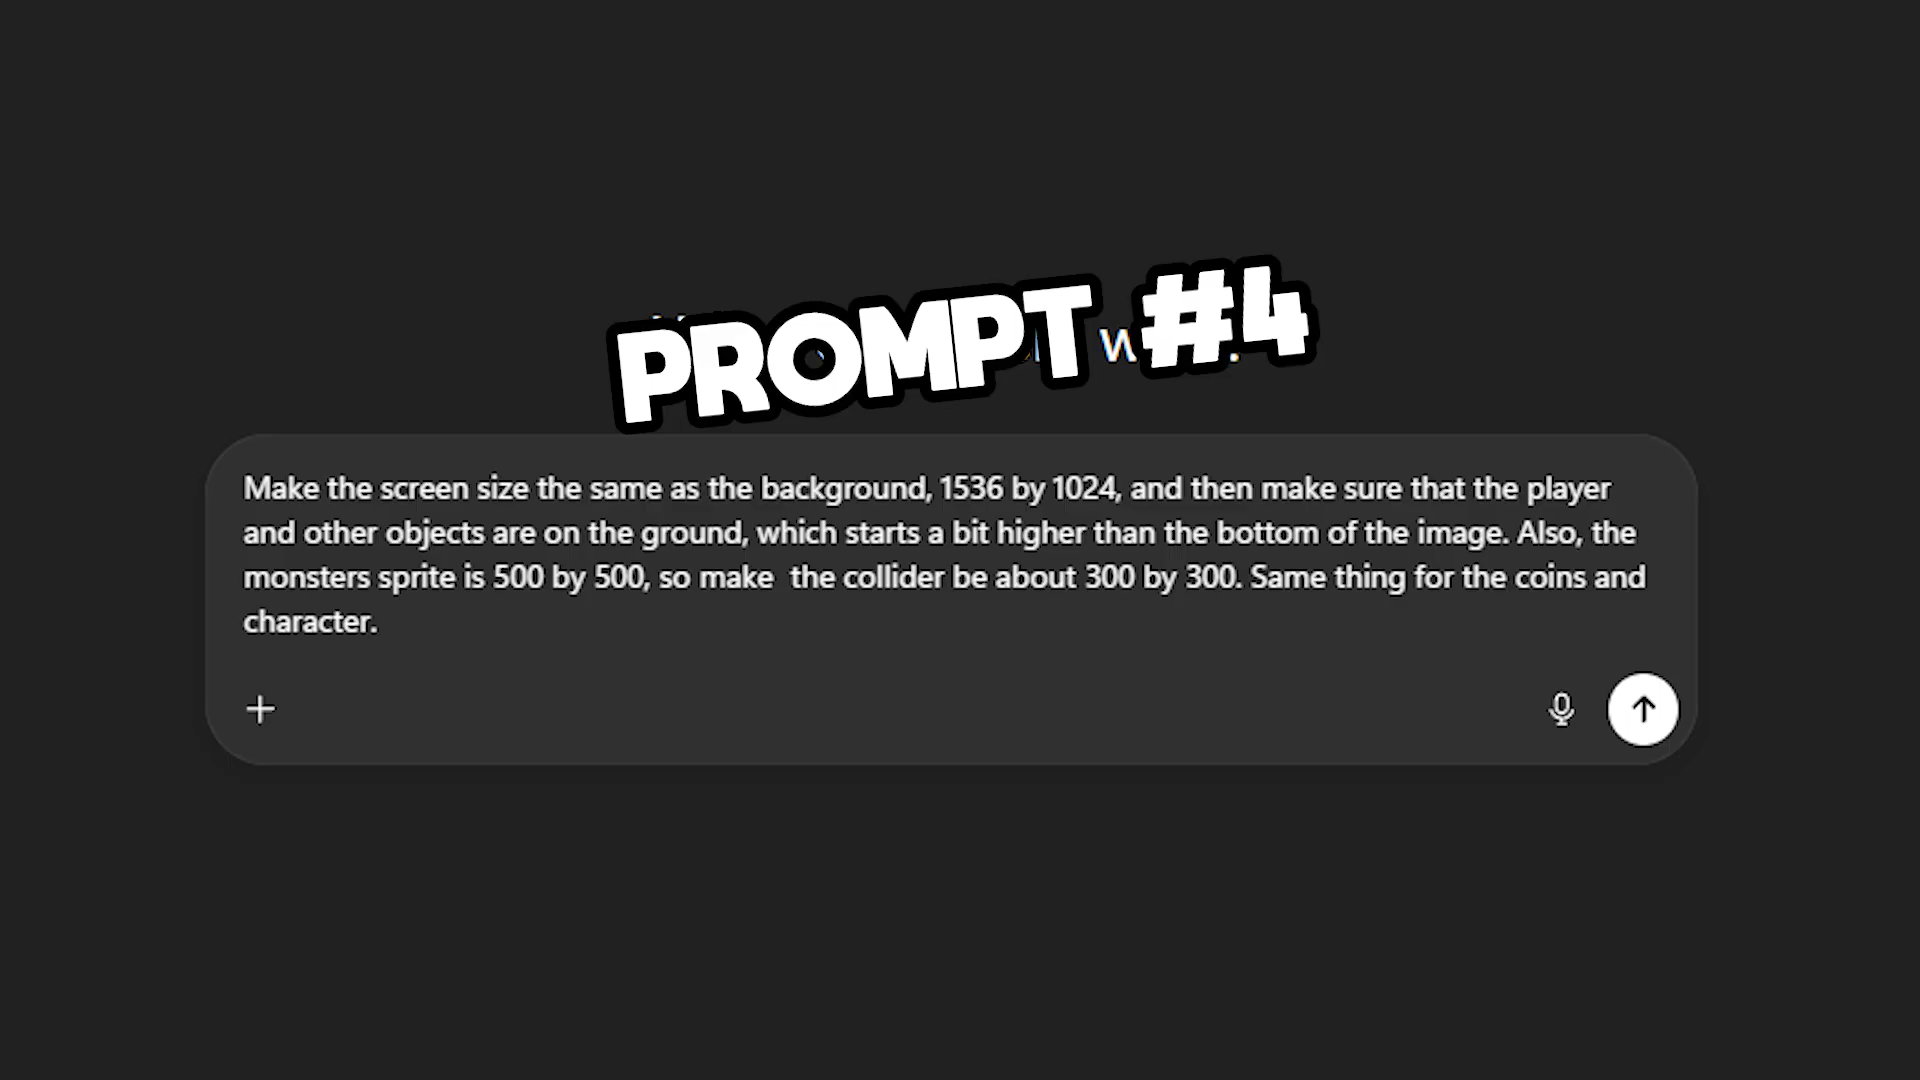 PROMPT #4
Make the screen size the same as the background, 1536 by 1024, and then make sure that the player
and other objects are on the ground, which starts a bit higher than the bottom of the image. Also, the
monsters sprite is 500 by 500, so make  the collider be about 300 by 300. Same thing for the coins and
character.